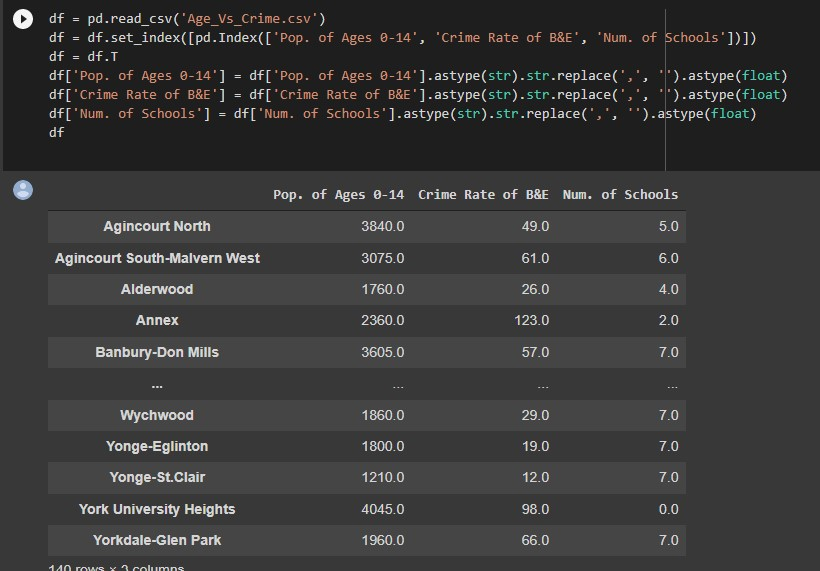 df = pd.read_csv('Age_Vs_Crime.csv')
df = df.set_index([pd.Index(['Pop. of Ages 0-14', 'Crime Rate of B&E', 'Num. of Schools'])])
df = df.T
df['Pop. of Ages 0-14'] = df['Pop. of Ages 0-14'].astype(str).str.replace(',', '').astype(float)
df['Crime Rate of B&E'] = df['Crime Rate of B&E'].astype(str).str.replace(',', '').astype(float)
df['Num. of Schools'] = df['Num. of Schools'].astype(str).str.replace(',', '').astype(float)
df
Pop. of Ages 0-14 Crime Rate of B&E Num. of Schools
Agincourt North 3840.0 49.0 5.0
Agincourt South-Malvern West 3075.0 61.0 6.0
Alderwood 1760.0 26.0 4.0
Annex 2360.0 123.0 2.0
Banbury-Don Mills 3605.0 57.0 7.0
... ... ... ...
Wychwood 1860.0 29.0 7.0
Yonge-Eglinton 1800.0 19.0 7.0
Yonge-St.Clair 1210.0 12.0 7.0
York University Heights 4045.0 98.0 0.0
Yorkdale-Glen Park 1960.0 66.0 7.0
140 rows × 3 columns